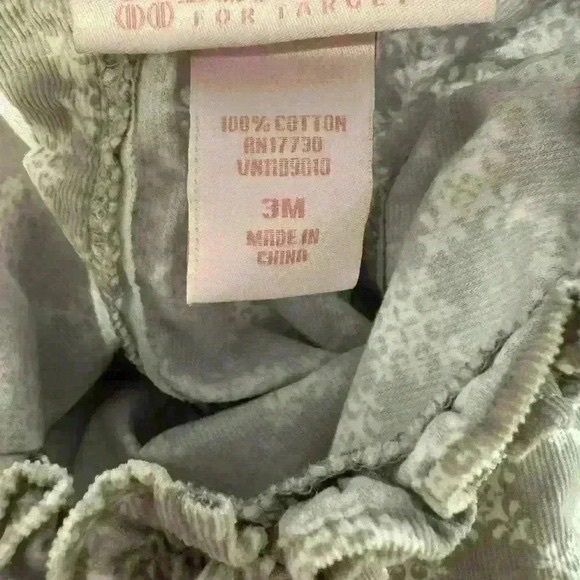 FOR TARGET
100% COTTON
RN17730
VN1109010
3M
MADE IN
CHINA